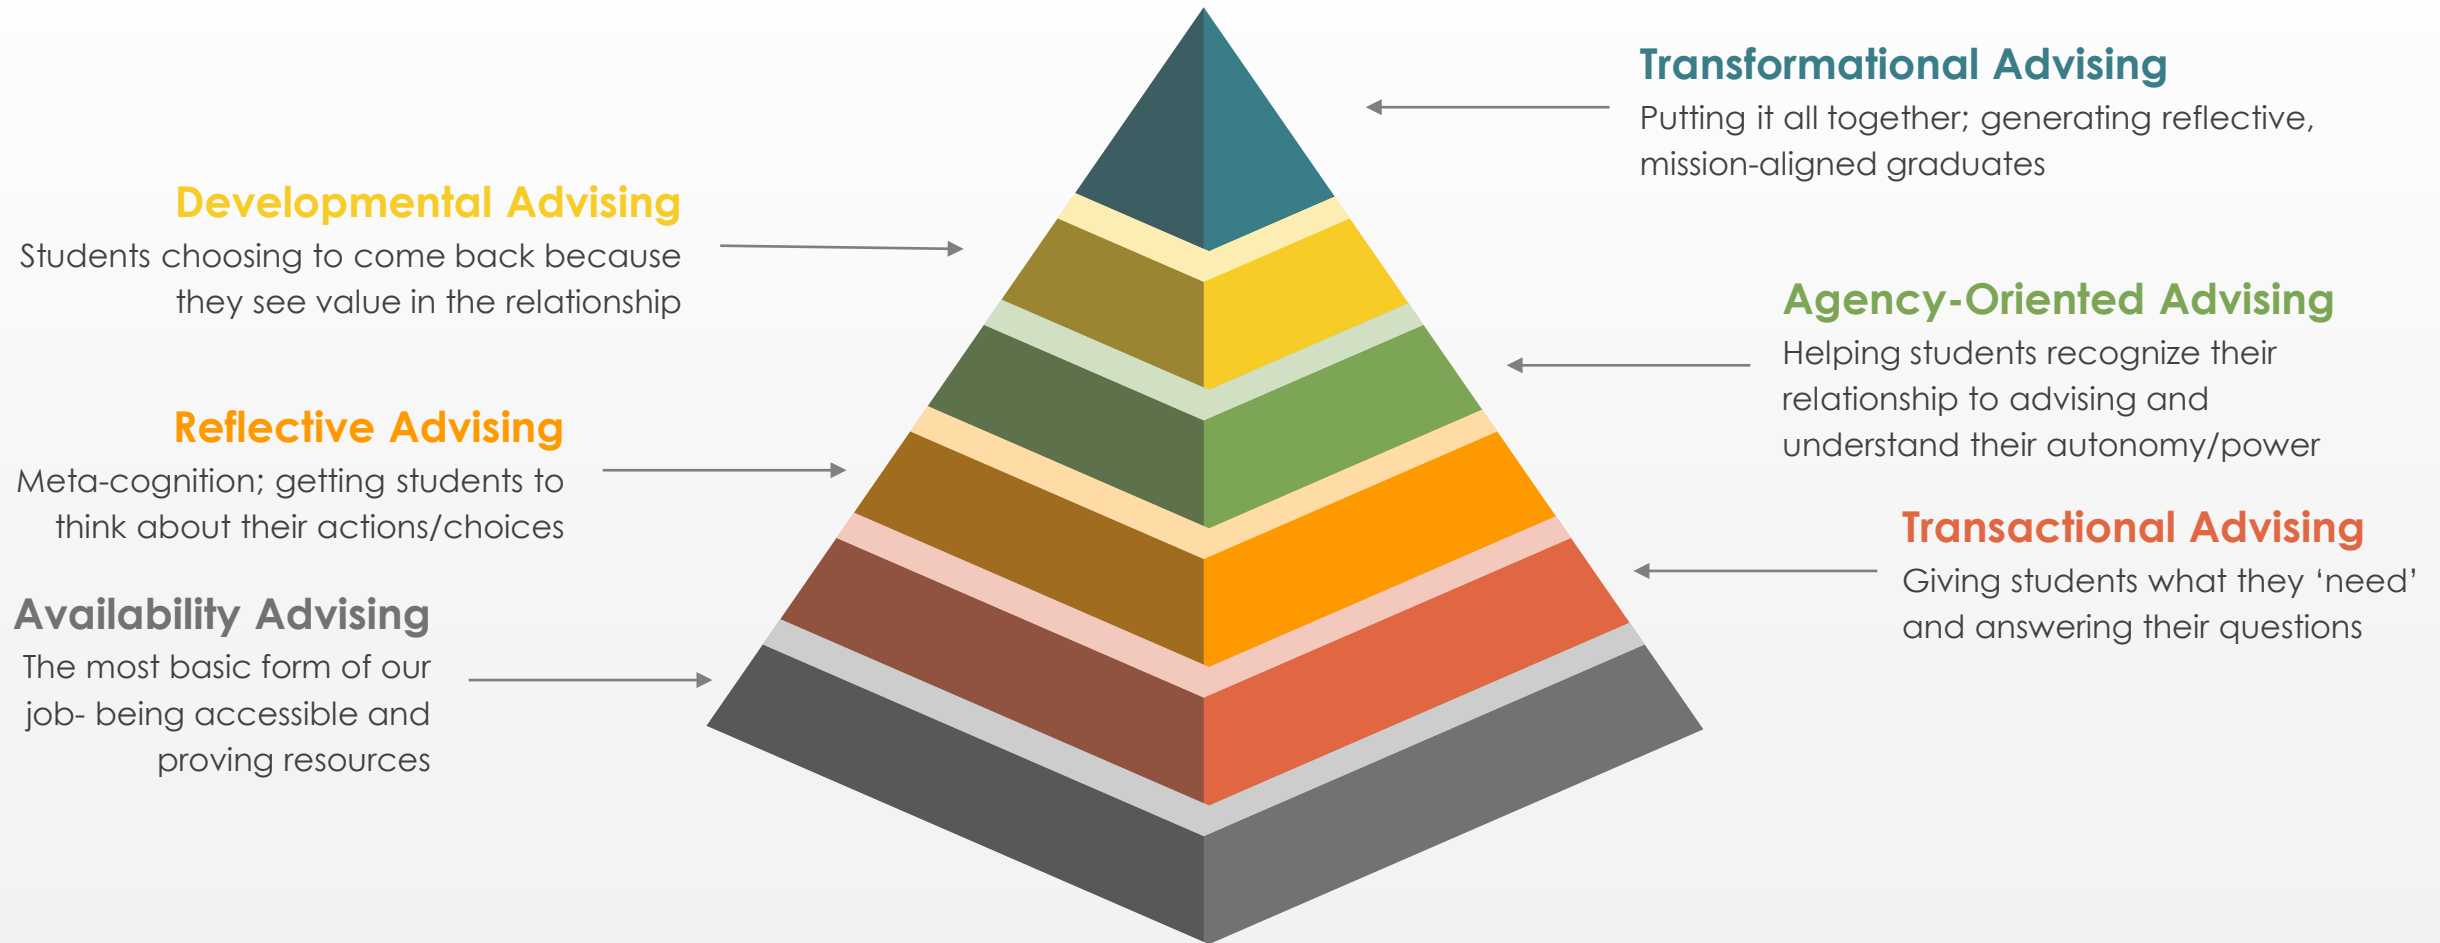 Transformational Advising
Putting it all together; generating reflective,
mission-aligned graduates
Developmental Advising
Students choosing to come back because
they see value in the relationship
Agency-Oriented Advising
Helping students recognize their
relationship to advising and
understand their autonomy/power
Reflective Advising
Meta-cognition; getting students to
think about their actions/choices
Transactional Advising
Giving students what they ‘need’
and answering their questions
Availability Advising
The most basic form of our
job- being accessible and
proving resources